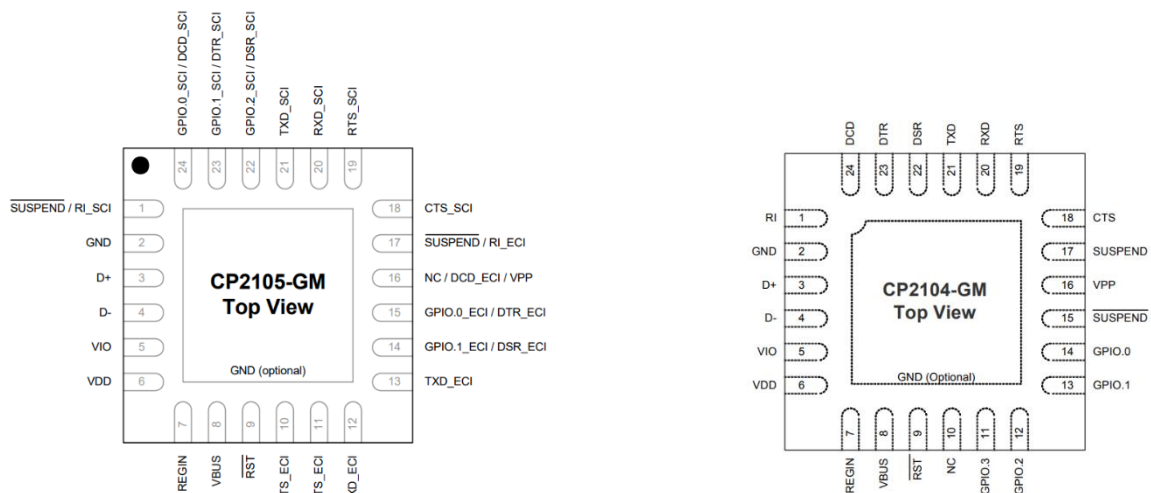 GPIO.0_SCI / DCD_SCI
GPIO.1_SCI / DTR_SCI
GPIO.2_SCI / DSR_SCI
TXD_SCI
RXD_SCI
RTS_SCI
24
23
22
21
20
19
SUSPEND / RI_SCI
1
GND
2
D+
3
D-
4
VIO
5
VDD
6
CP2105-GM
Top View
GND (optional)
18
CTS_SCI
17
SUSPEND / RI_ECI
16
NC / DCD_ECI / VPP
15
GPIO.0_ECI / DTR_ECI
14
GPIO.1_ECI / DSR_ECI
13
TXD_ECI
7
8
9
10
11
12
REGIN
VBUS
RST
TS_ECI
TS_ECI
XD_ECI
DCD
DTR
DSR
TXD
RXD
RTS
24
23
22
21
20
19
RI
1
GND
2
D+
3
D-
4
VIO
5
VDD
6
CP2104-GM
Top View
GND (Optional)
18
CTS
17
SUSPEND
16
VPP
15
SUSPEND
14
GPIO.0
13
GPIO.1
7
8
9
10
11
12
REGIN
VBUS
RST
NC
GPIO.3
GPIO.2